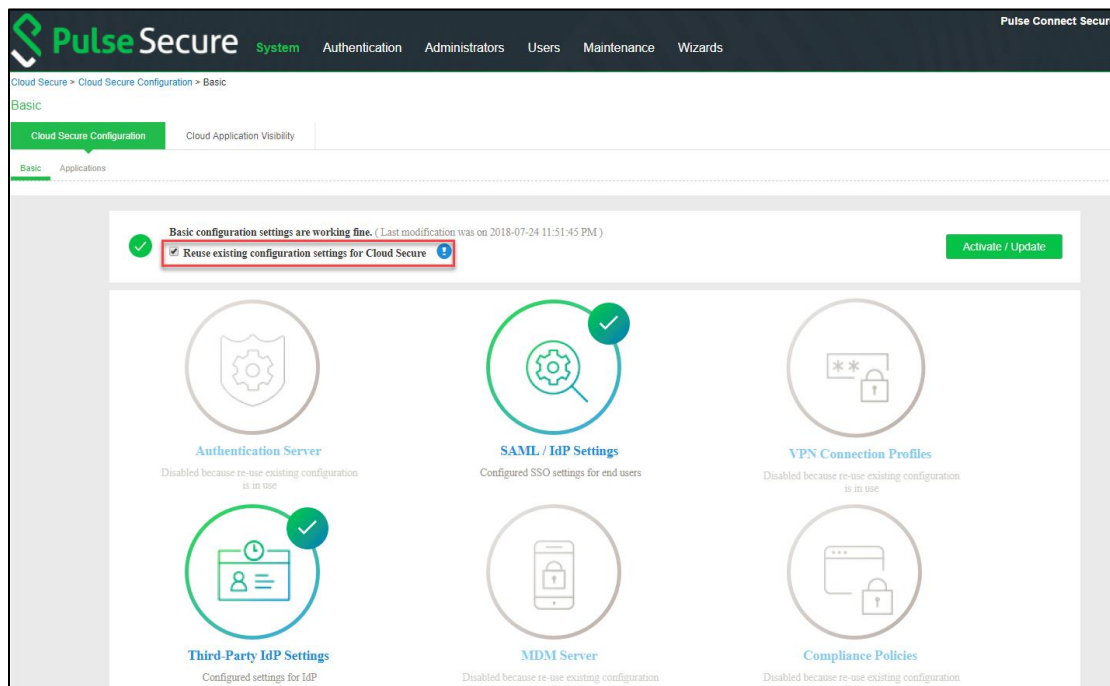 Pulse Connect Secur
Pulse Secure System Authentication Administrators Users Maintenance Wizards
Cloud Secure > Cloud Secure Configuration > Basic
Basic
Cloud Secure Configuration Cloud Application Visibility
Basic Applications
Basic configuration settings are working fine. ( Last modification was on 2018-07-24 11:51:45 PM )
Reuse existing configuration settings for Cloud Secure
Activate / Update
**
Authentication Server SAML / IdP Settings VPN Connection Profiles
Disabled because re-use existing configuration Configured SSO settings for end users Disabled because re-use existing configuration
is in use is in use
Third-Party IdP Settings MDM Server Compliance Policies
Configured settings for IdP Disabled because re-use existing configuration Disabled because re-use existing configuration